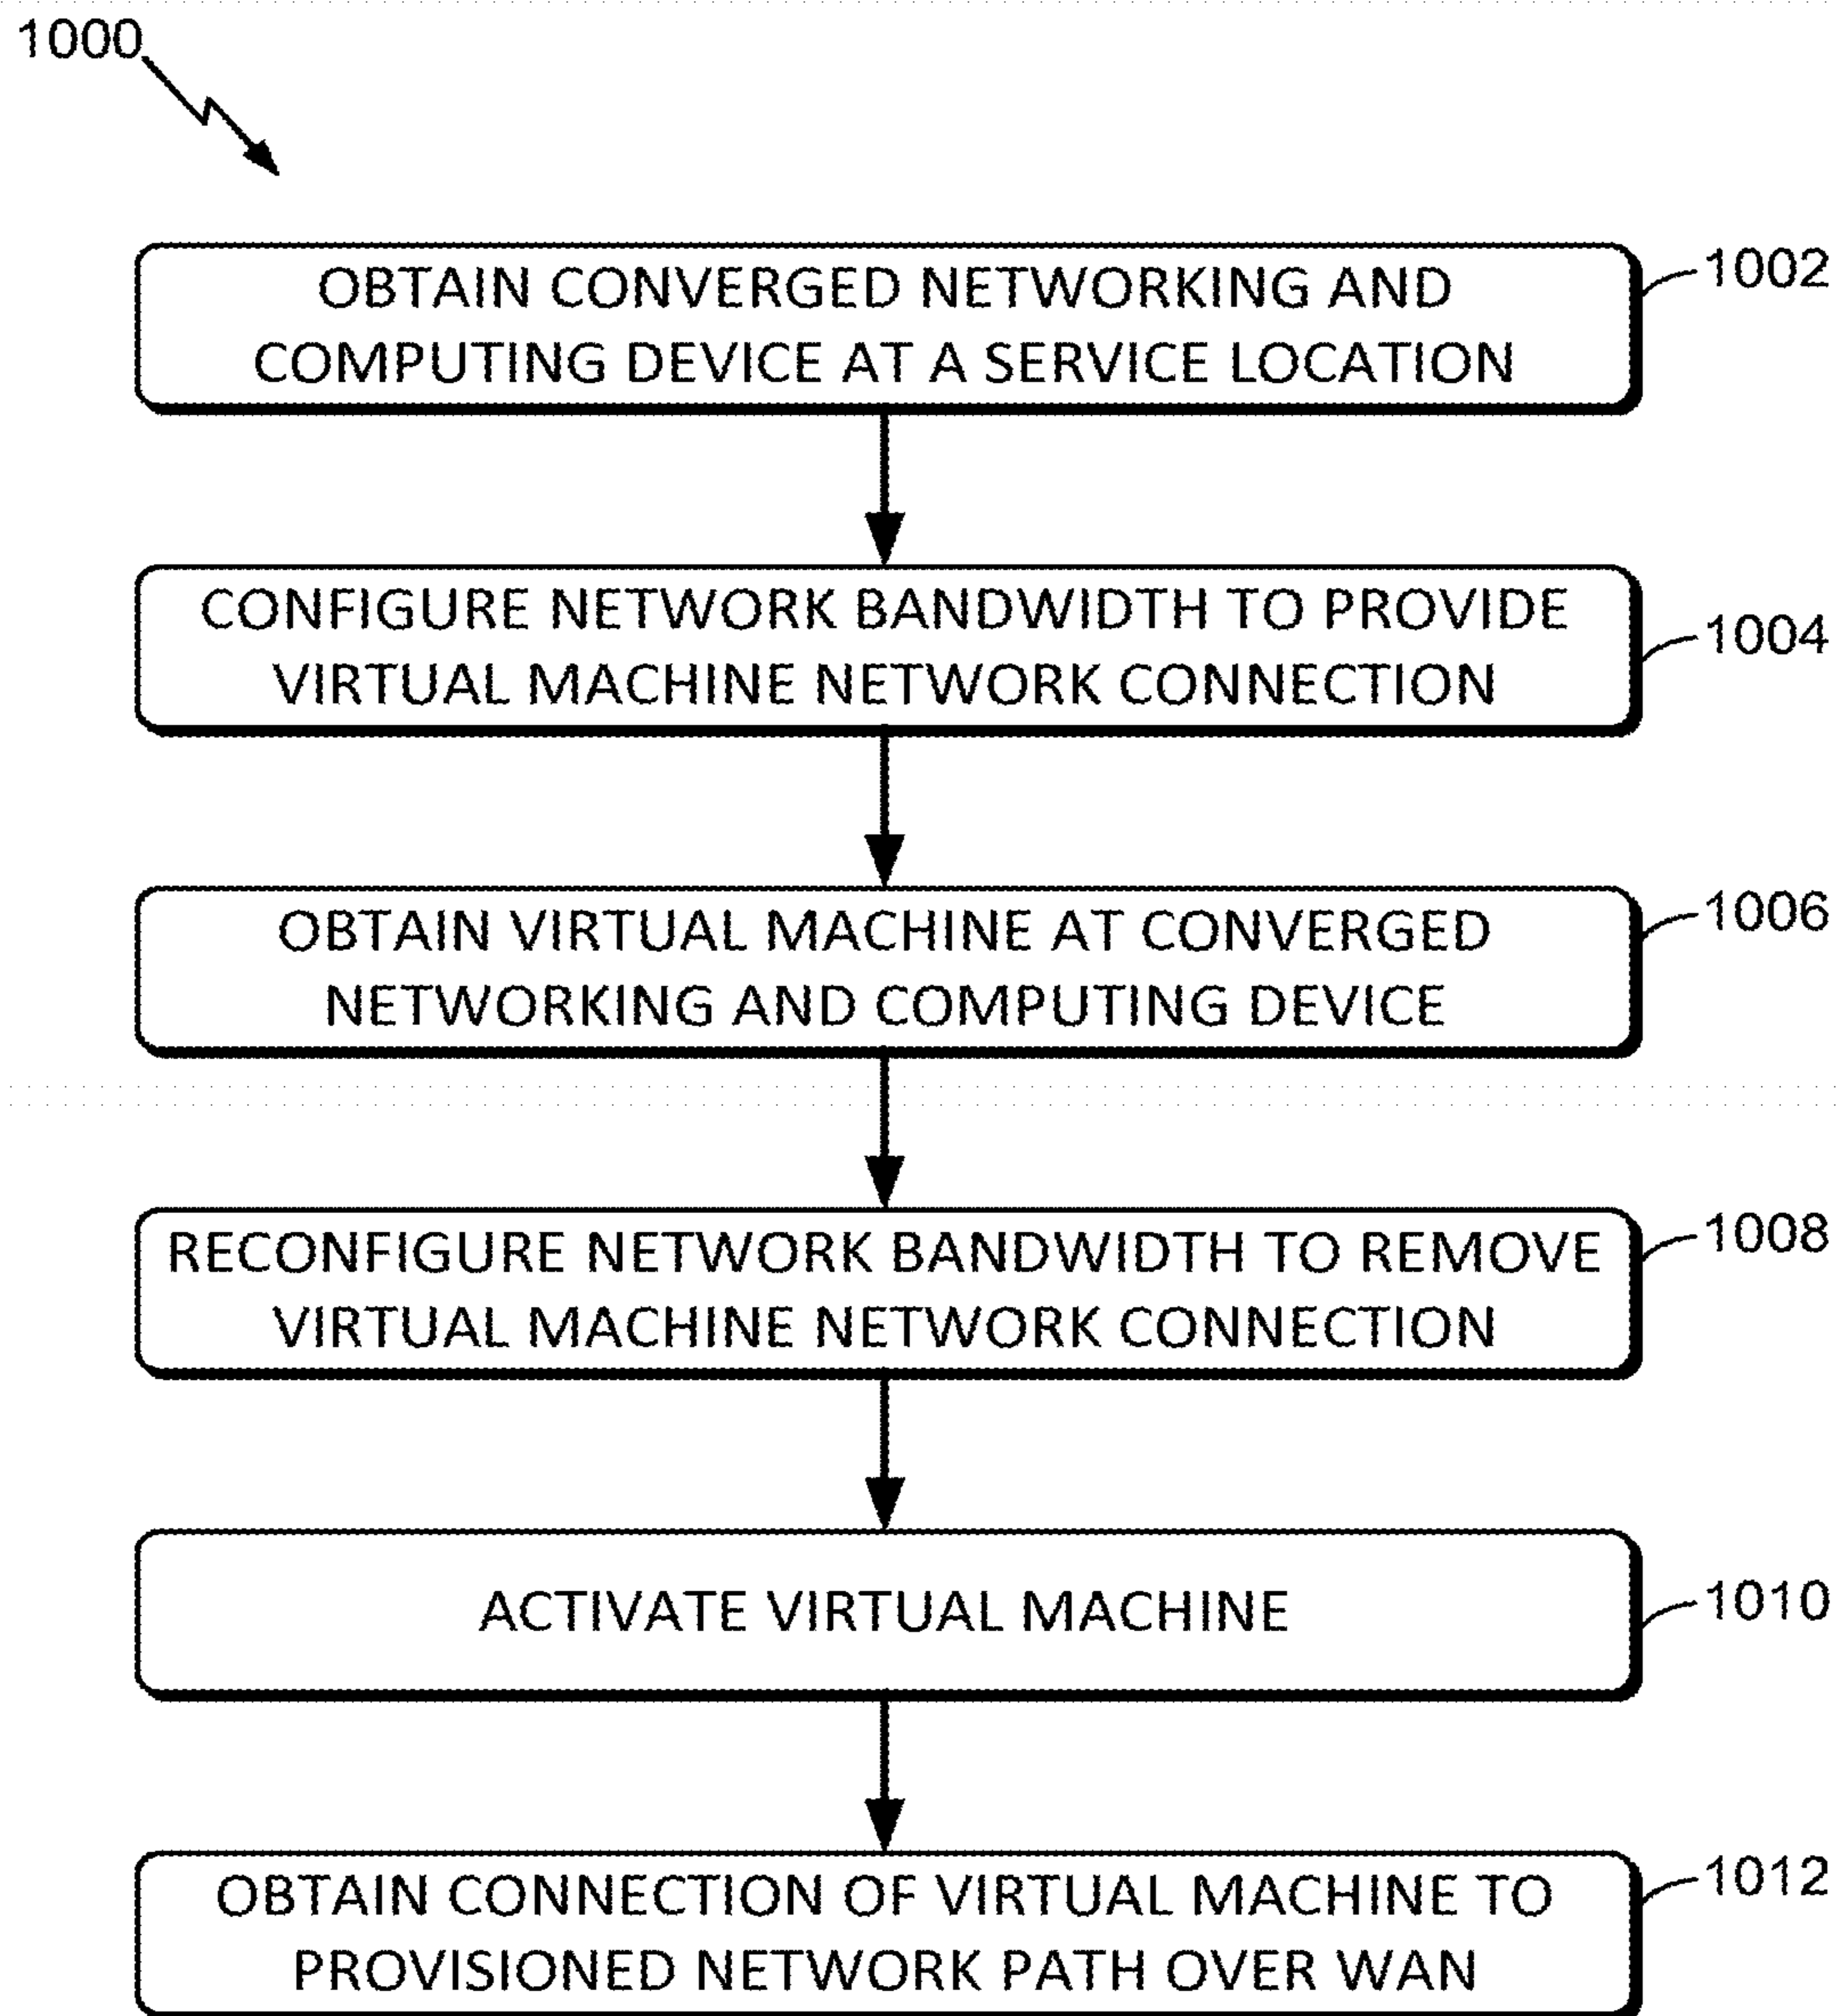 1000
OBTAIN CONVERGED NETWORKING AND
COMPUTING DEVICE AT A SERVICE LOCATION
1002
CONFIGURE NETWORK BANDWIDTH TO PROVIDE
VIRTUAL MACHINE NETWORK CONNECTION
1004
OBTAIN VIRTUAL MACHINE AT CONVERGED
NETWORKING AND COMPUTING DEVICE
1006
RECONFIGURE NETWORK BANDWIDTH TO REMOVE
VIRTUAL MACHINE NETWORK CONNECTION
1008
ACTIVATE VIRTUAL MACHINE
1010
OBTAIN CONNECTION OF VIRTUAL MACHINE TO
PROVISIONED NETWORK PATH OVER WAN
1012